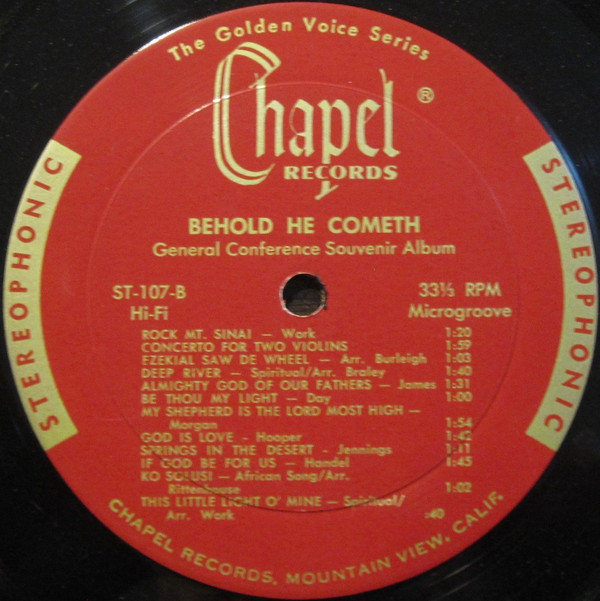 The Golden Voice Series
Chapel ®
RECORDS
STEREOPHONIC
STEREOPHONIC
BEHOLD HE COMETH
General Conference Souvenir Album
ST-107-B 33⅓ RPM
Hi-Fi Microgroove
ROCK MT. SINAI — Work 1:20
CONCERTO FOR TWO VIOLINS 1:59
EZEKIAL SAW DE WHEEL — Arr. Burleigh 1:03
DEEP RIVER — Spiritual/Arr. Braley 1:40
ALMIGHTY GOD OF OUR FATHERS — James 1:31
BE THOU MY LIGHT — Day 1:00
MY SHEPHERD IS THE LORD MOST HIGH —
Morgan 1:54
GOD IS LOVE - Hooper 1:42
SPRINGS IN THE DESERT - Jennings 1:11
IF GOD BE FOR US — Handel 1:45
KO SOLUSI — African Song/Arr.
Rittenhouse 1:02
THIS LITTLE LIGHT O' MINE — Spiritual/
Arr. Work :40
CHAPEL RECORDS, MOUNTAIN VIEW, CALIF.